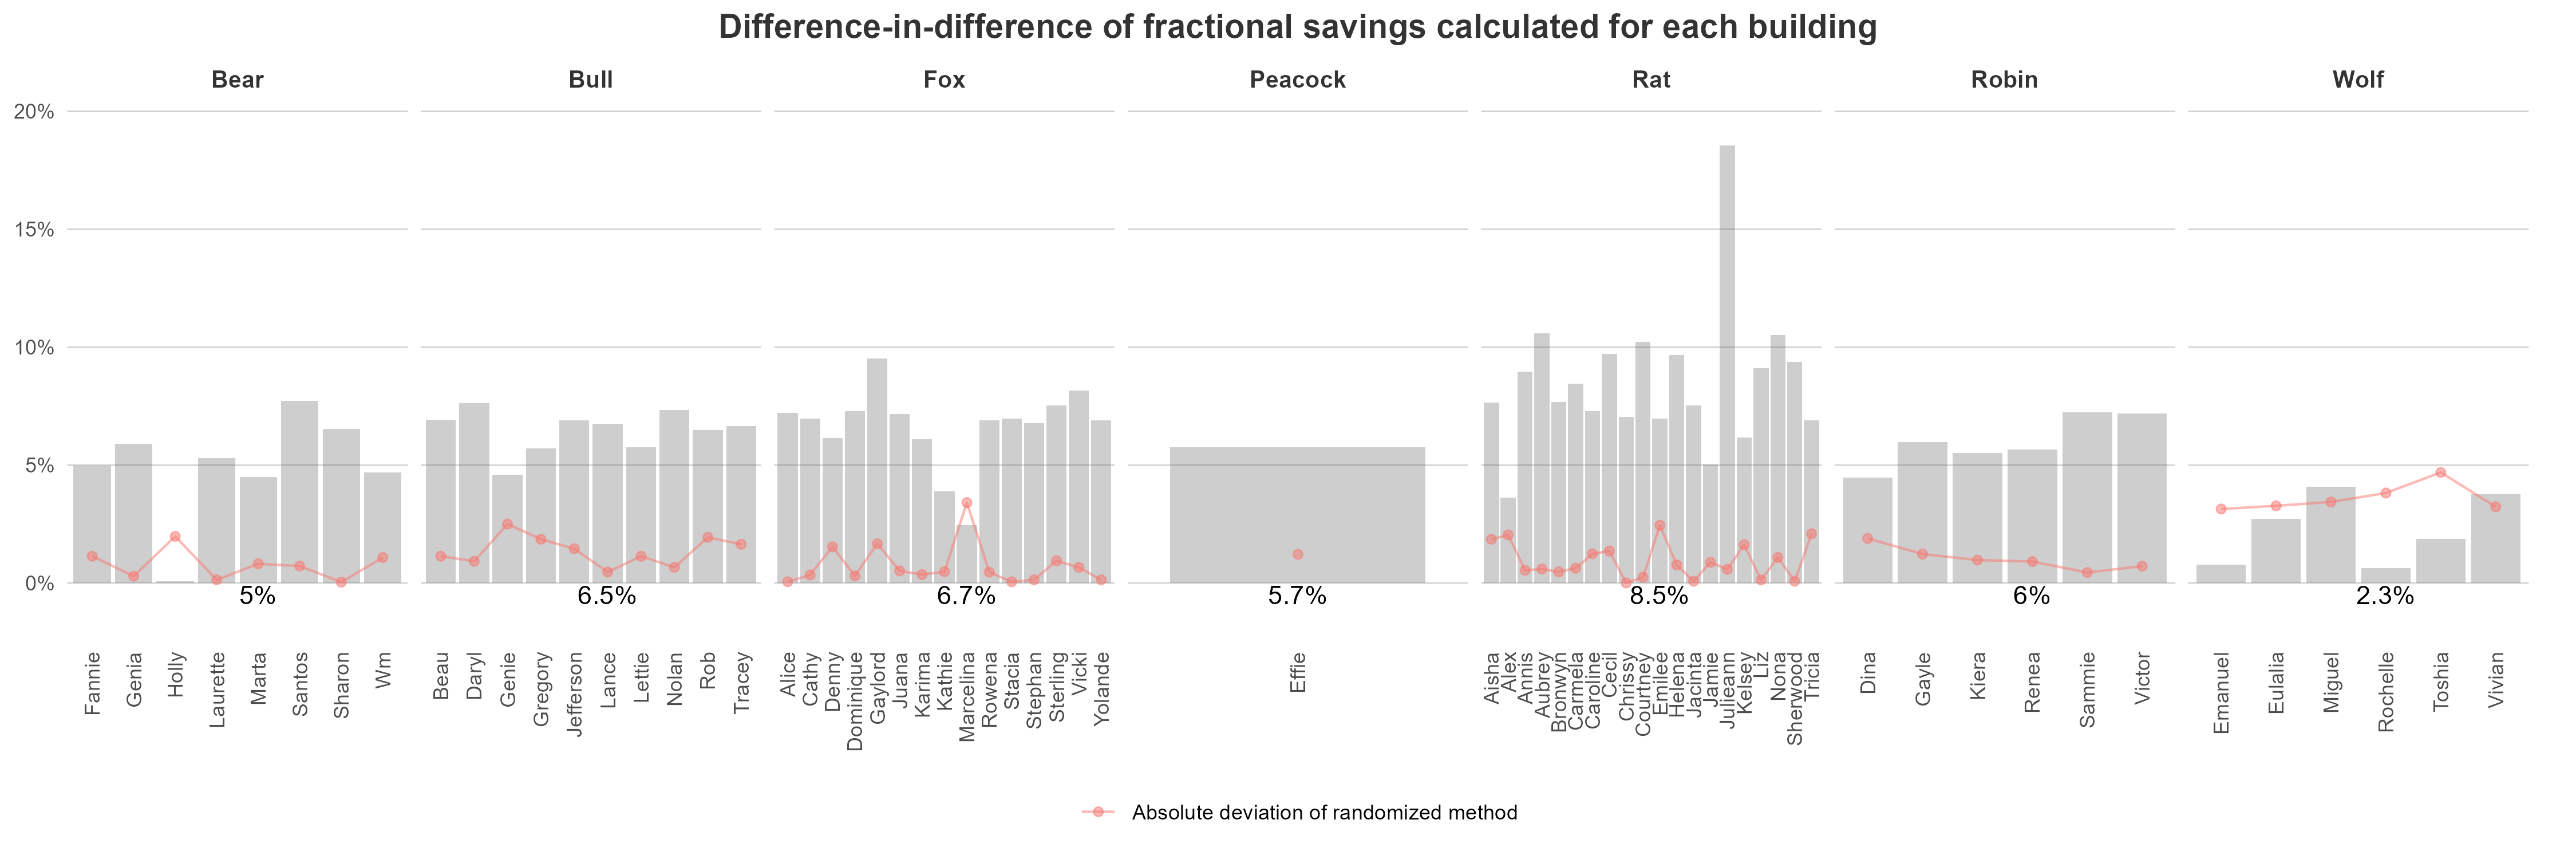 Difference-in-difference of fractional savings calculated for each building
Bear Bull Fox Peacock Rat Robin Wolf
20%
15%
10%
5%
0%
5% 6.5% 6.7% 5.7% 8.5% 6% 2.3%
Fannie Genia Holly Laurette Marta Santos Sharon Wm Beau Daryl Genie Gregory Jefferson Lance Lettie Nolan Rob Tracey Alice Cathy Denny Dominique Gaylord Juana Karima Kathie Marcelina Rowena Stacia Stephan Sterling Vicki Yolande Effie Aisha Alex Annis Aubrey Bronwyn Carmela Caroline Cecil Chrissy Courtney Emilee Helena Jacinta Jamie Julieann Kelsey Liz Nona Sherwood Tricia Dina Gayle Kiera Renea Sammie Victor Emanuel Eulalia Miguel Rochelle Toshia Vivian
Absolute deviation of randomized method